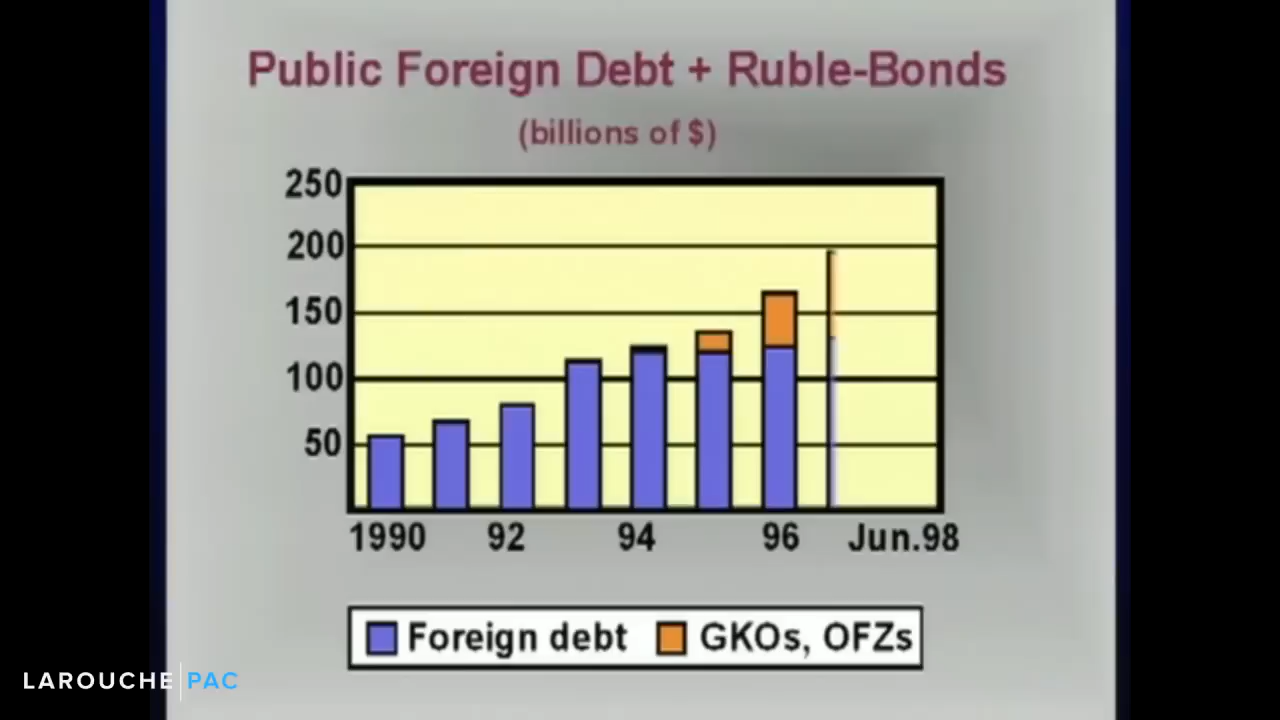 Public Foreign Debt + Ruble-Bonds
(billions of $)
250
200
150
100
50
1990 92 94 96 Jun.98
Foreign debt GKOs, OFZs
LAROUCHE PAC